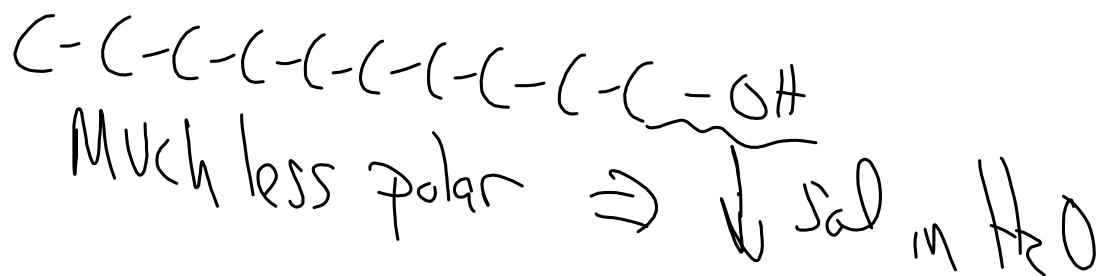 C-C-C-C-C-C-C-C-C-C-OH
Much less polar ⇒ ↓ sol in H2O